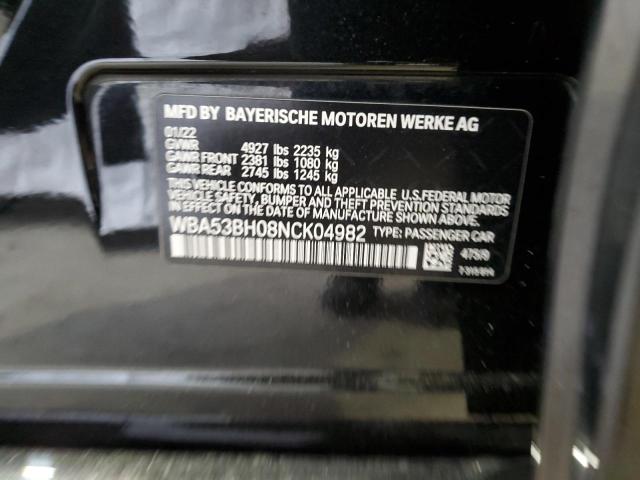 MFD BY BAYERISCHE MOTOREN WERKE AG
01/22
GVWR 4927 lbs 2235 kg
GAWR FRONT 2381 lbs 1080 kg
GAWR REAR 2745 lbs 1245 kg
THIS VEHICLE CONFORMS TO ALL APPLICABLE U.S. FEDERAL MOTOR
VEHICLE SAFETY, BUMPER, AND THEFT PREVENTION STANDARDS
IN EFFECT ON THE DATE OF MANUFACTURE SHOWN ABOVE.
WBA53BH08NCK04982 TYPE: PASSENGER CAR